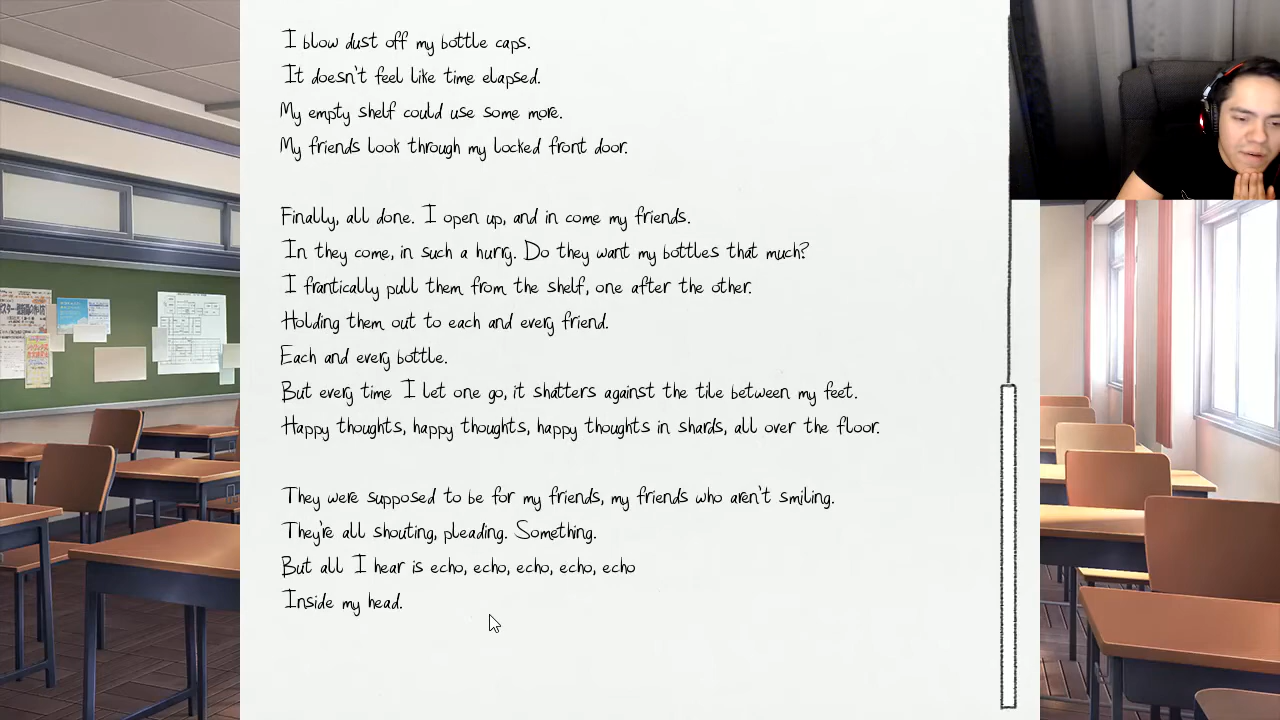 I blow dust off my bottle caps.
It doesn't feel like time elapsed.
My empty shelf could use some more.
My friends look through my locked front door.
Finally, all done. I open up, and in come my friends.
In they come, in such a hurry. Do they want my bottles that much?
I frantically pull them from the shelf, one after the other.
Holding them out to each and every friend.
Each and every bottle.
But every time I let one go, it shatters against the tile between my feet.
Happy thoughts, happy thoughts, happy thoughts in shards, all over the floor.
They were supposed to be for my friends, my friends who aren't smiling.
They're all shouting, pleading. Something.
But all I hear is echo, echo, echo, echo, echo
Inside my head.